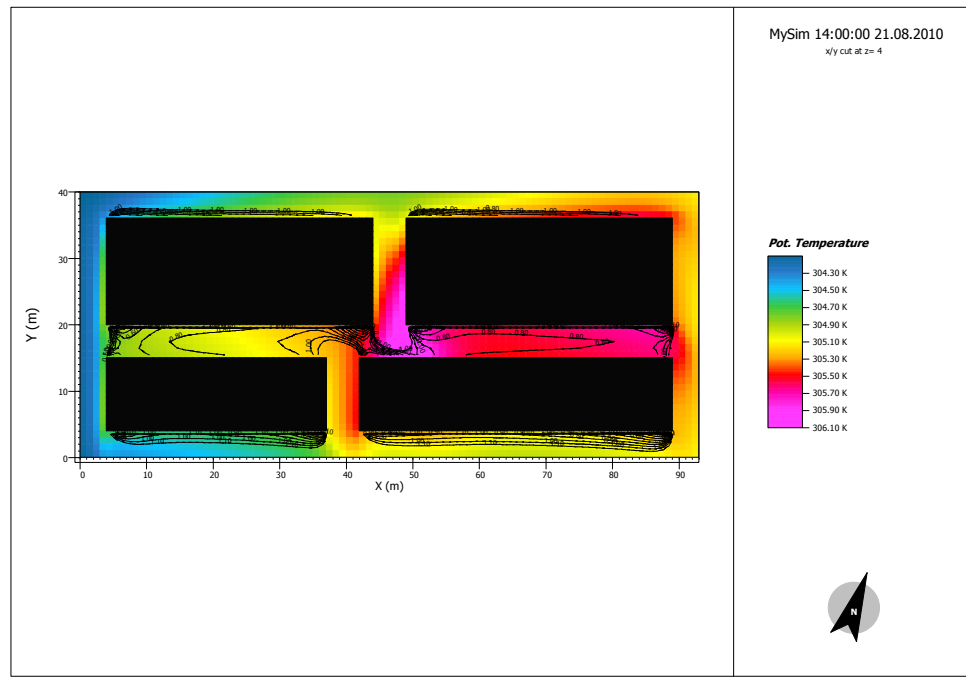 MySim 14:00:00 21.08.2010
x/y cut at z= 4
Pot. Temperature
304.30 K
304.50 K
304.70 K
304.90 K
305.10 K
305.30 K
305.50 K
305.70 K
305.90 K
306.10 K
40
30
20
10
0
Y (m)
0 10 20 30 40 50 60 70 80 90
X (m)
N